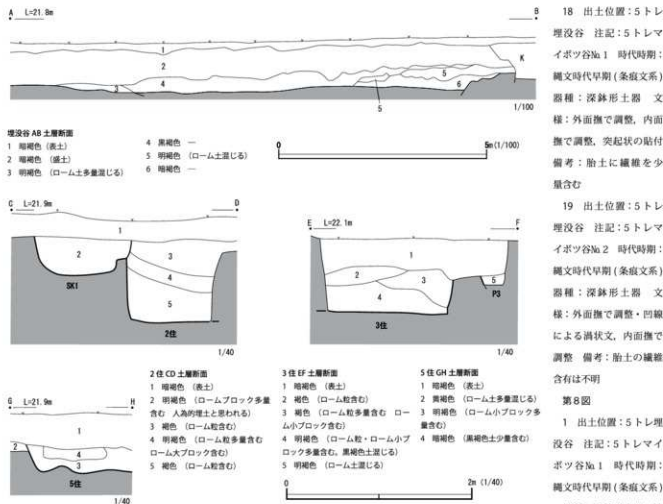 A L=21.8m B
1
2
3
4
5
5
6
K
1/100
埋没谷 AB 土層断面
1 暗褐色 (表土)
2 暗褐色 (盛土)
3 明褐色 (ローム土多量混じる)
4 黒褐色 ―
5 明褐色 (ローム土混じる)
6 暗褐色 ―
0 5m(1/100)
C L=21.9m D
1
2
3
4
5
SK1
2住
1/40
E L=22.1m F
1
2
3
4
5
P3
3住
1/40
G L=21.9m H
1
2
4
3
5住
1/40
2住 CD 土層断面
1 暗褐色 (表土)
2 明褐色 (ロームブロック多量
含む 人為的埋土と思われる)
3 褐色 (ローム粒含む)
4 明褐色 (ローム粒多量含む
ローム大ブロック含む)
5 褐色 (ローム粒含む)
3住 EF 土層断面
1 暗褐色 (表土)
2 褐色 (ローム粒含む)
3 褐色 (ローム粒多量含む ロー
ム小ブロック含む)
4 明褐色 (ローム粒・ローム小ブ
ロック多量含む。黒褐色土混じる)
5 明褐色 (ローム土混じる)
5住 GH 土層断面
1 暗褐色 (表土)
2 黄褐色 (ローム土多量混じる)
3 明褐色 (ローム小ブロック多
量含む)
4 暗褐色 (黒褐色土少量含む)
0 2m (1/40)
18 出土位置：5トレ
埋没谷 注記：5トレマ
イボツ谷№1 時代時期：
縄文時代早期(条痕文系)
器種：深鉢形土器 文
様：外面撫で調整，内面
撫で調整，突起状の貼付
備考：胎土に繊維を少
量含む
19 出土位置：5トレ
埋没谷 注記：5トレマ
イボツ谷№2 時代時期：
縄文時代早期(条痕文系)
器種：深鉢形土器 文
様：外面撫で調整・凹線
による渦状文，内面撫で
調整 備考：胎土の繊維
含有は不明
第8図
1 出土位置：5トレ埋
没谷 注記：5トレマイ
ボツ谷№1 時代時期：
縄文時代早期(条痕文系)